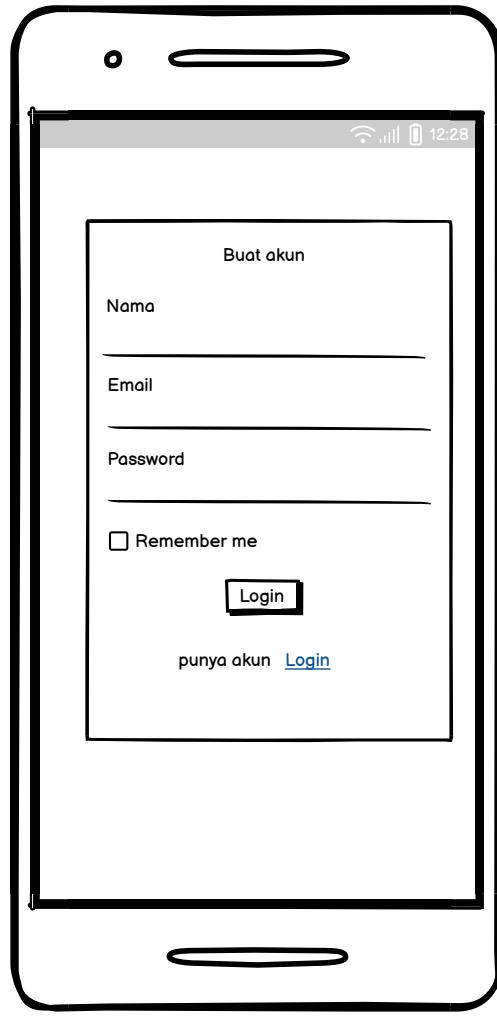 12:28
Buat akun
Nama
Email
Password
Remember me
Login
punya akun Login